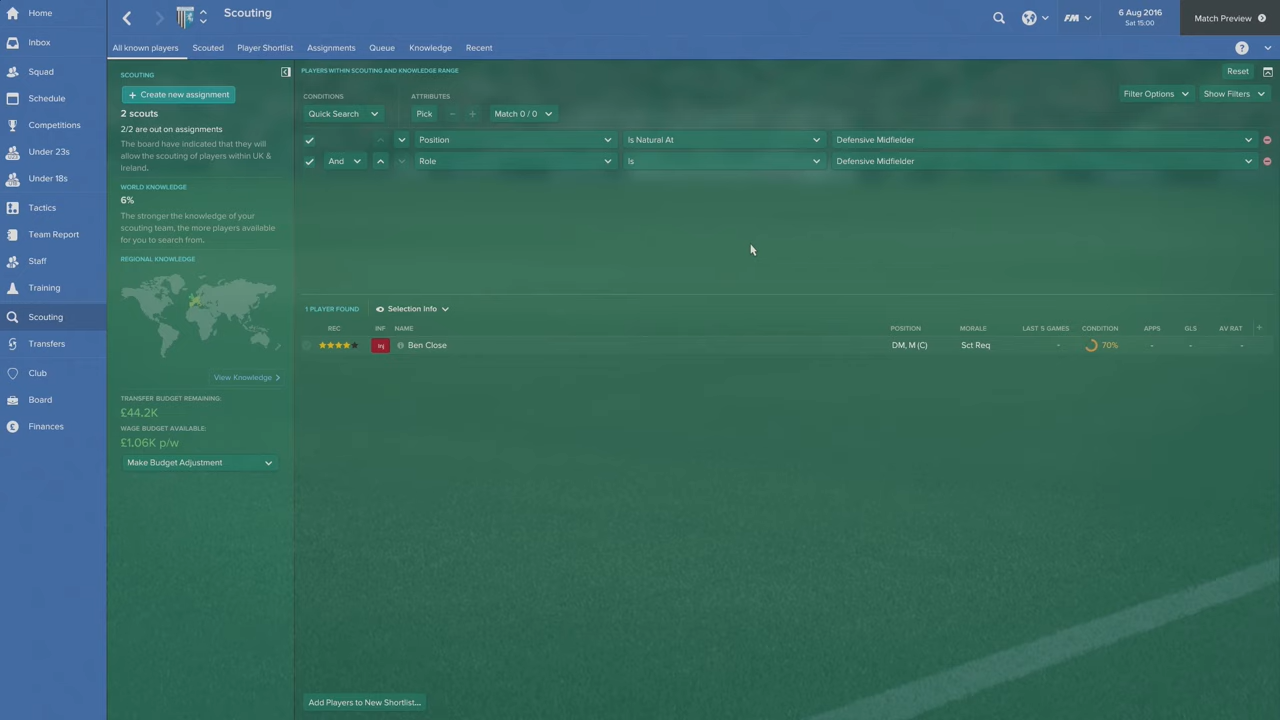 Home
Inbox
Squad
Schedule
Competitions
Under 23s
Under 18s
Tactics
Team Report
Staff
Training
Scouting
Transfers
Club
Board
Finances
Scouting
FM
6 Aug 2016
Sat 15:00
Match Preview
All known players
Scouted
Player Shortlist
Assignments
Queue
Knowledge
Recent
?
SCOUTING
Create new assignment
2 scouts
2/2 are out on assignments
The board have indicated that they will
allow the scouting of players within UK &
Ireland.
WORLD KNOWLEDGE
6%
The stronger the knowledge of your
scouting team, the more players available
for you to search from.
REGIONAL KNOWLEDGE
View Knowledge
TRANSFER BUDGET REMAINING:
£44.2K
WAGE BUDGET AVAILABLE:
£1.06K p/w
Make Budget Adjustment
PLAYERS WITHIN SCOUTING AND KNOWLEDGE RANGE
Reset
CONDITIONS
ATTRIBUTES
Filter Options
Show Filters
Quick Search
Pick
Match 0 / 0
Position Is Natural At Defensive Midfielder
And Role Is Defensive Midfielder
1 PLAYER FOUND
Selection Info
REC INF NAME POSITION MORALE LAST 5 GAMES CONDITION APPS GLS AV RAT
Inj Ben Close DM, M (C) Sct Req - 70% - - -
Add Players to New Shortlist...